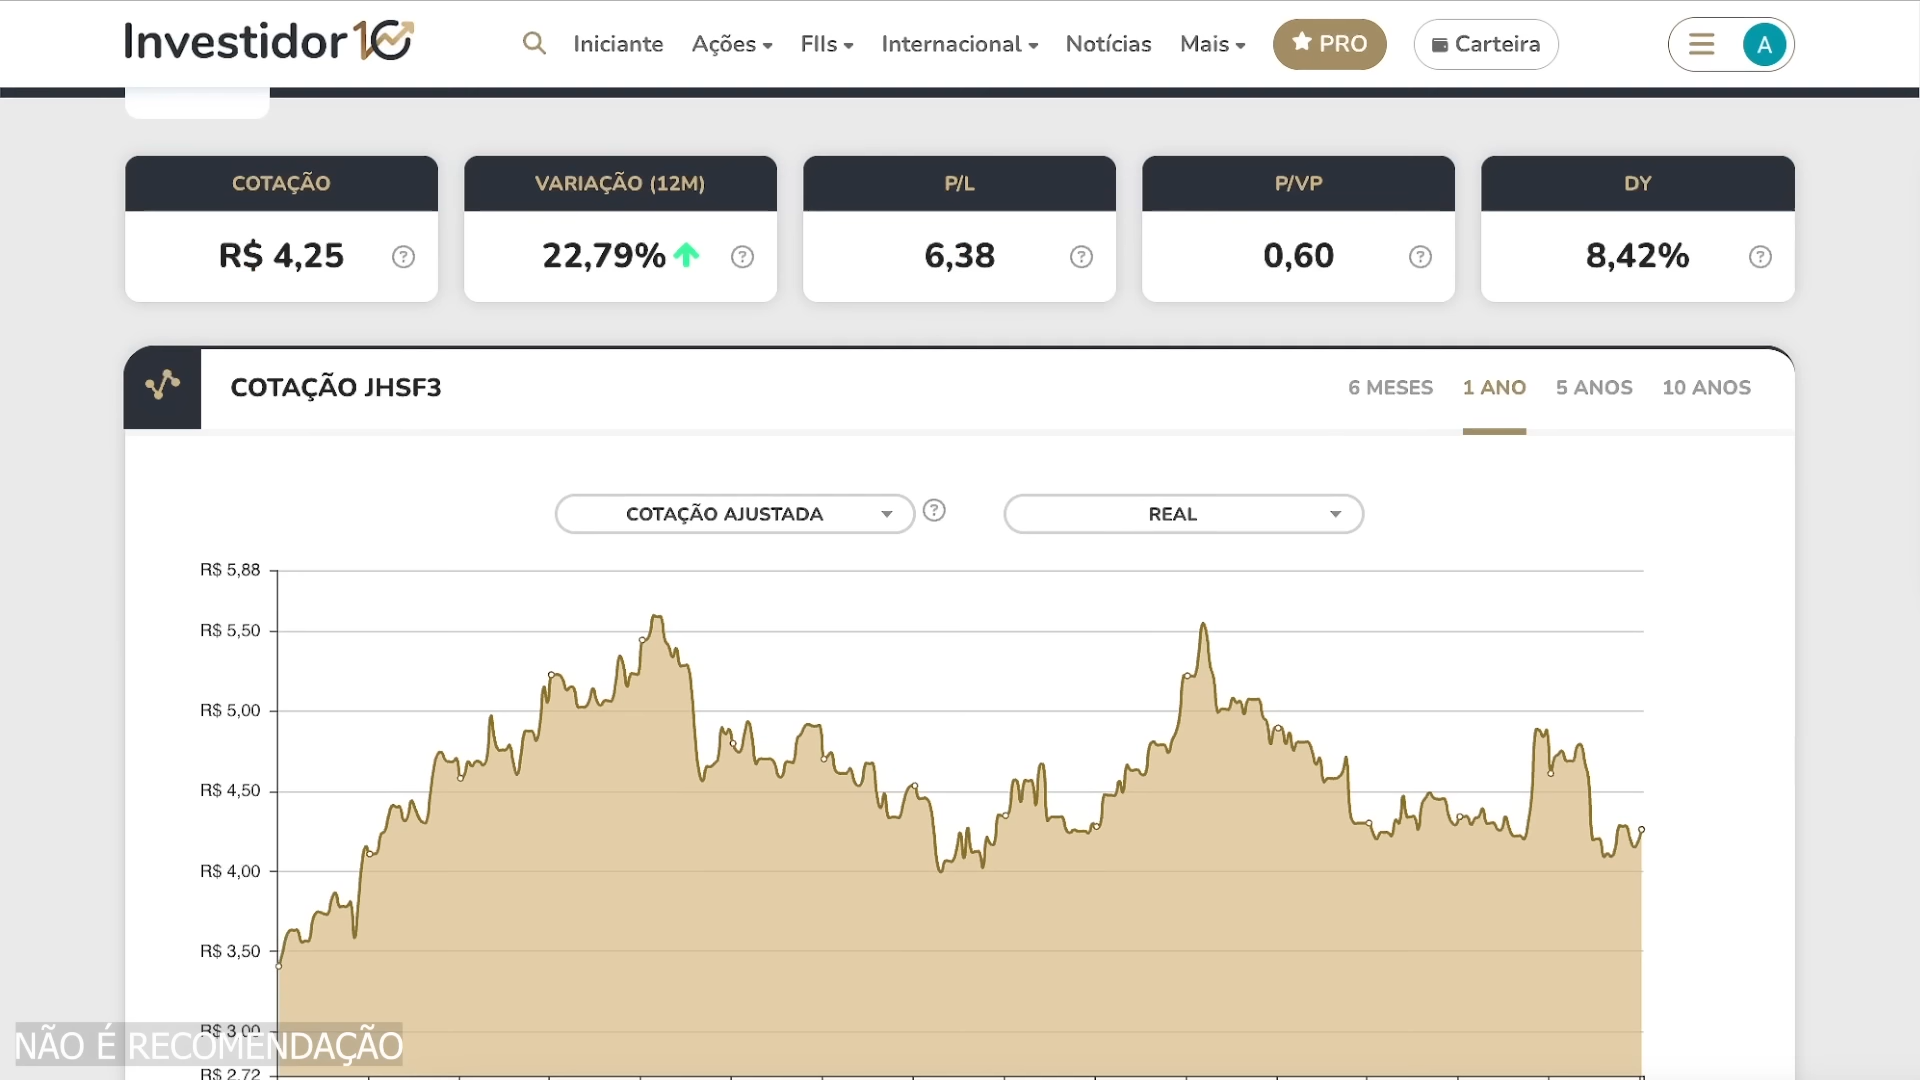 Investidor 10
Iniciante Ações FIIs Internacional Notícias Mais PRO Carteira A
COTAÇÃO VARIAÇÃO (12M) P/L P/VP DY
R$ 4,25 ? 22,79% ? 6,38 ? 0,60 ? 8,42% ?
COTAÇÃO JHSF3 6 MESES 1 ANO 5 ANOS 10 ANOS
COTAÇÃO AJUSTADA ? REAL
R$ 5,88
R$ 5,50
R$ 5,00
R$ 4,50
R$ 4,00
R$ 3,50
R$ 3,00
NÃO É RECOMENDAÇÃO
R$ 2,72